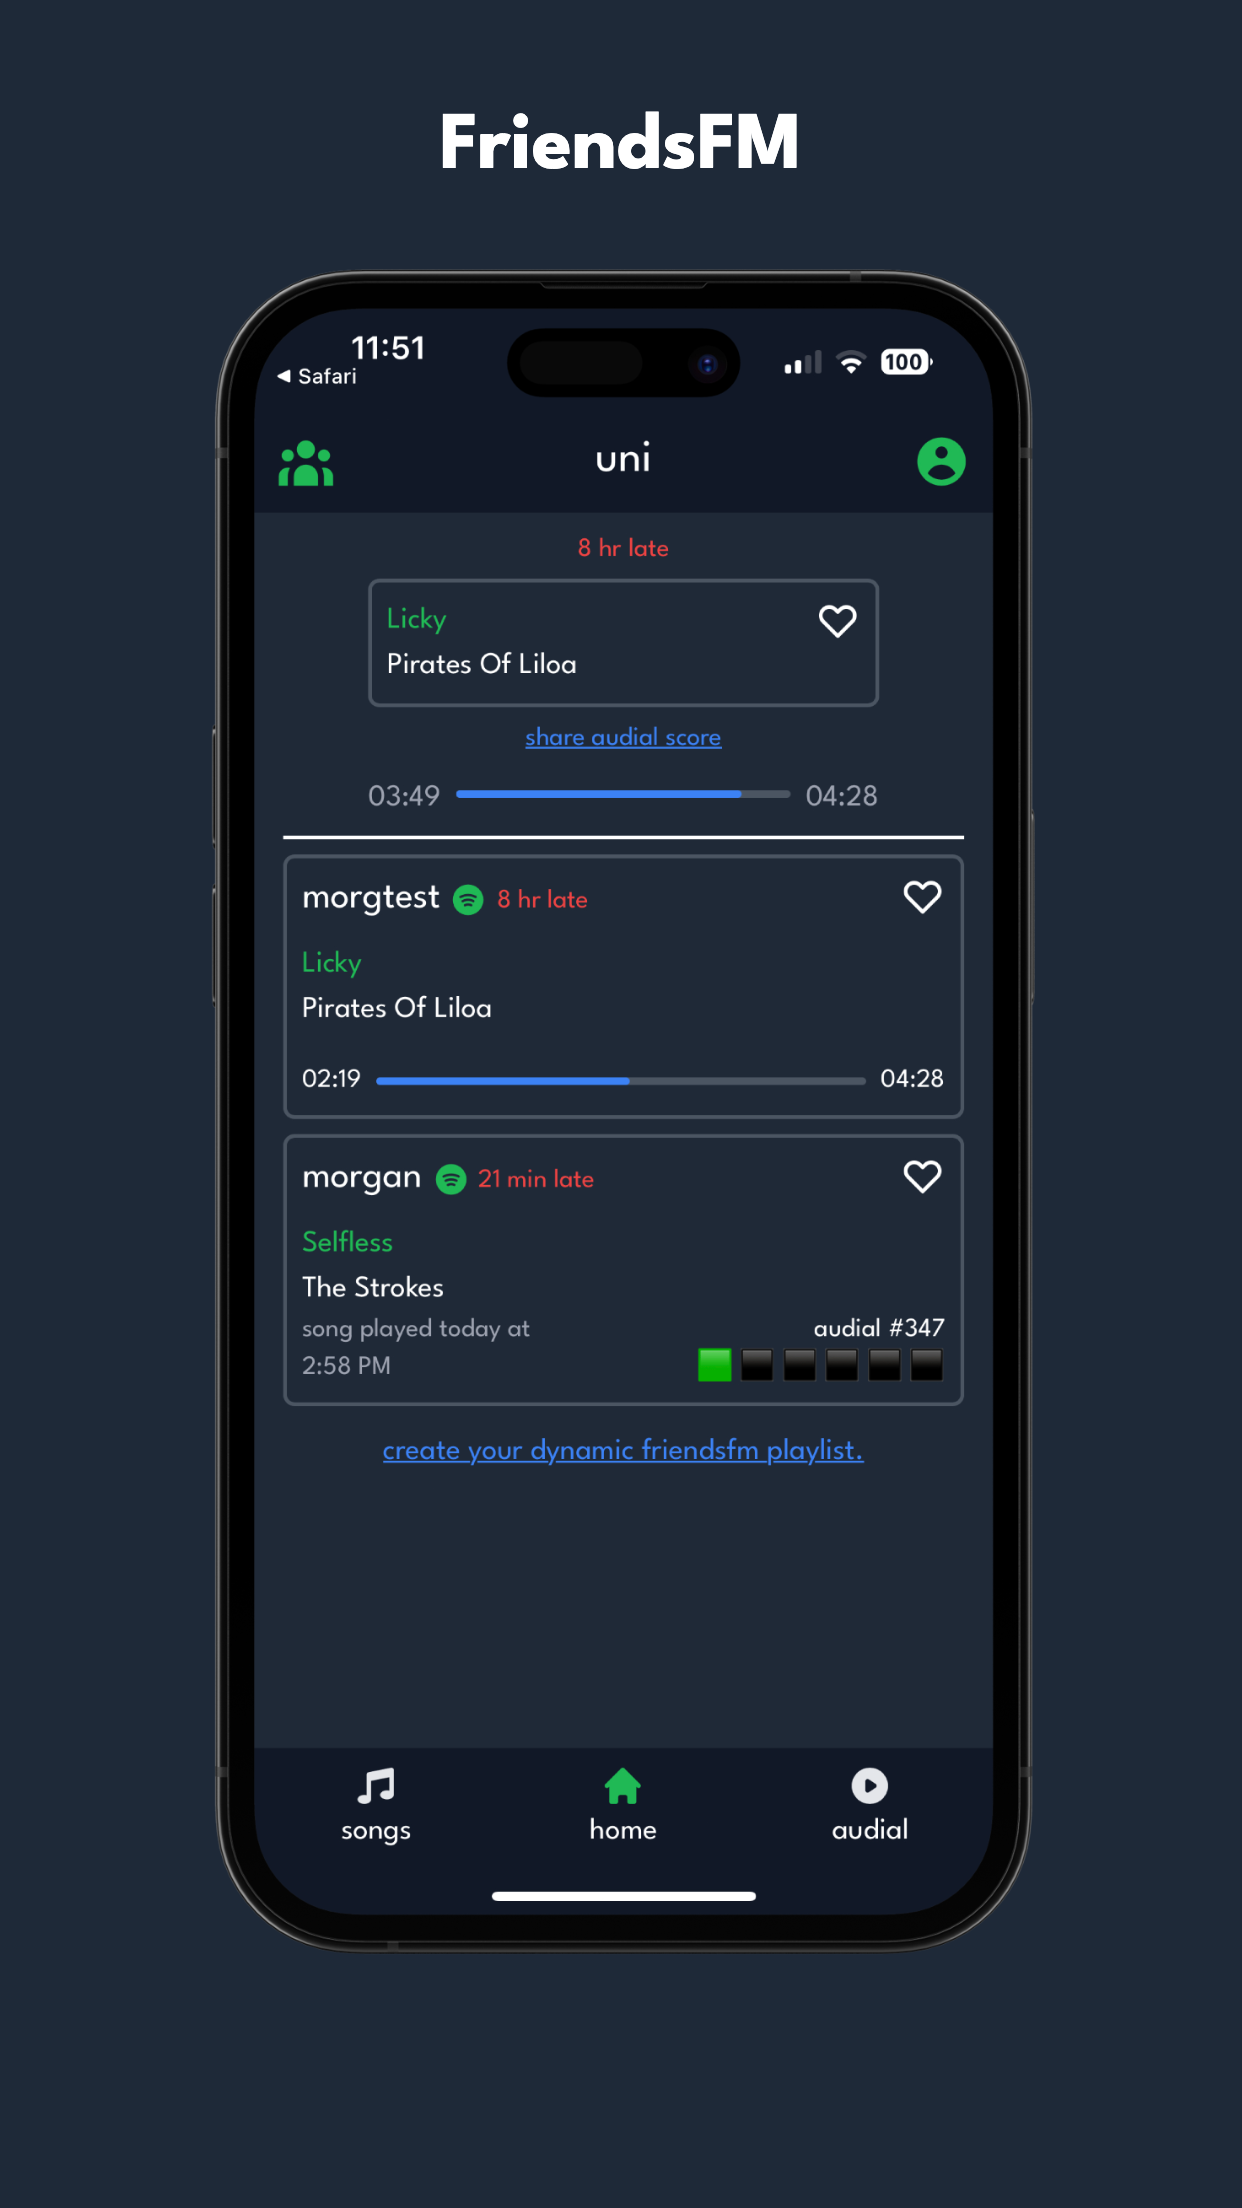 FriendsFM
11:51
100
◀ Safari
uni
8 hr late
Licky
Pirates Of Liloa
share audial score
03:49 04:28
morgtest 8 hr late
Licky
Pirates Of Liloa
02:19 04:28
morgan 21 min late
Selfless
The Strokes
song played today at
2:58 PM
audial #347
create your dynamic friendsfm playlist.
songs home audial